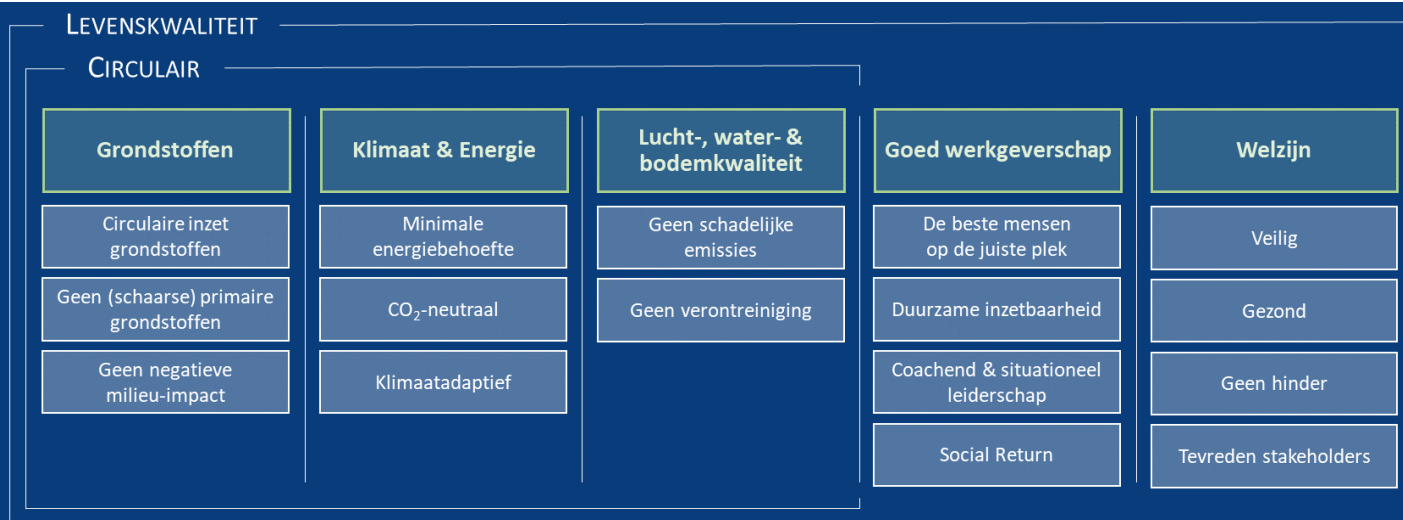 LEVENSKWALITEIT
CIRCULAIR
Grondstoffen
Circulaire inzet
grondstoffen
Geen (schaarse) primaire
grondstoffen
Geen negatieve
milieu-impact
Klimaat & Energie
Minimale
energiebehoefte
CO₂-neutraal
Klimaatadaptief
Lucht-, water- &
bodemkwaliteit
Geen schadelijke
emissies
Geen verontreiniging
Goed werkgeverschap
De beste mensen
op de juiste plek
Duurzame inzetbaarheid
Coachend & situationeel
leiderschap
Social Return
Welzijn
Veilig
Gezond
Geen hinder
Tevreden stakeholders